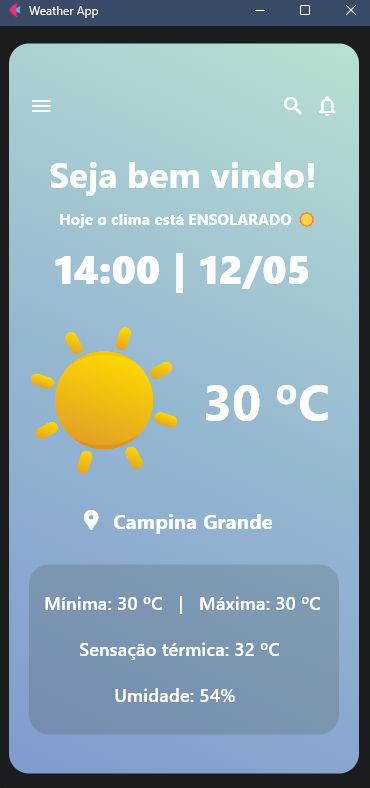 Weather App
Seja bem vindo!
Hoje o clima está ENSOLARADO
14:00 | 12/05
30 ºC
Campina Grande
Mínima: 30 ºC | Máxima: 30 ºC
Sensação térmica: 32 ºC
Umidade: 54%